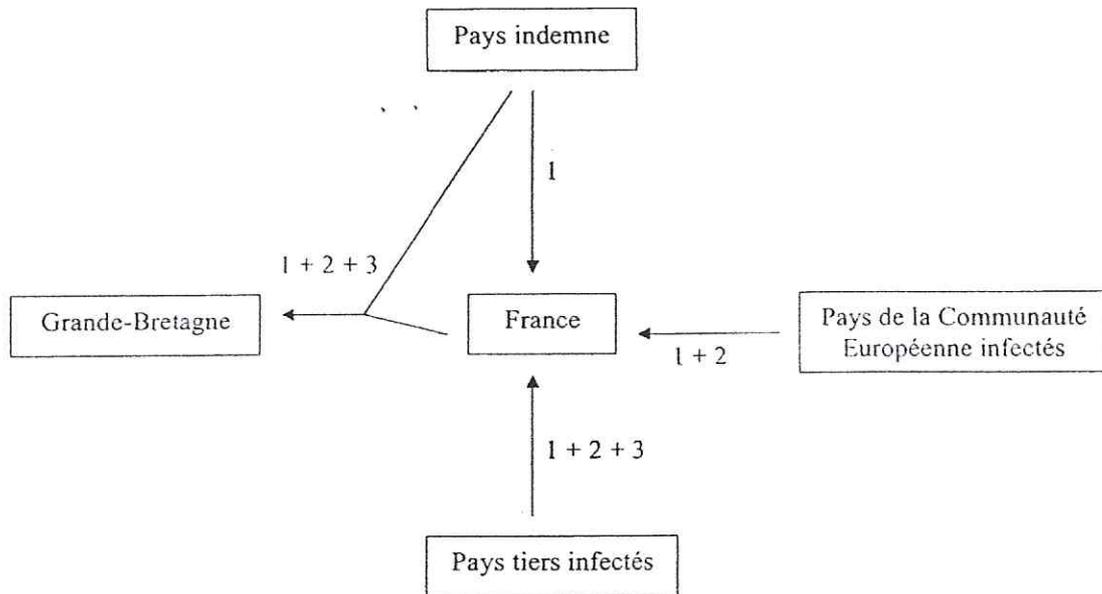 Pays indemne
1
1 + 2 + 3
Grande-Bretagne
France
Pays de la Communauté
Européenne infectés
1 + 2
1 + 2 + 3
Pays tiers infectés